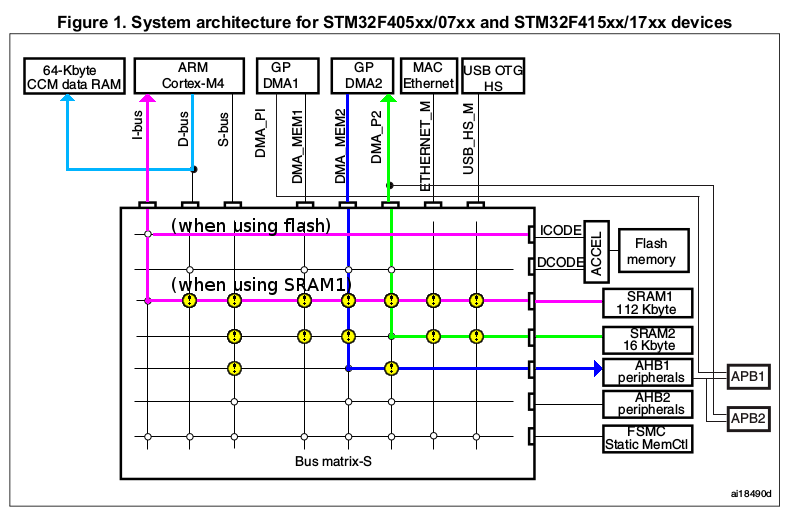 Figure 1. System architecture for STM32F405xx/07xx and STM32F415xx/17xx devices
64-Kbyte
CCM data RAM
ARM
Cortex-M4
GP
DMA1
GP
DMA2
MAC
Ethernet
USB OTG
HS
I-bus
D-bus
S-bus
DMA_PI
DMA_MEM1
DMA_MEM2
DMA_P2
ETHERNET_M
USB_HS_M
(when using flash)
ICODE
DCODE
ACCEL
Flash
memory
(when using SRAM1)
SRAM1
112 Kbyte
SRAM2
16 Kbyte
AHB1
peripherals
AHB2
peripherals
FSMC
Static MemCtl
APB1
APB2
Bus matrix-S
ai18490d